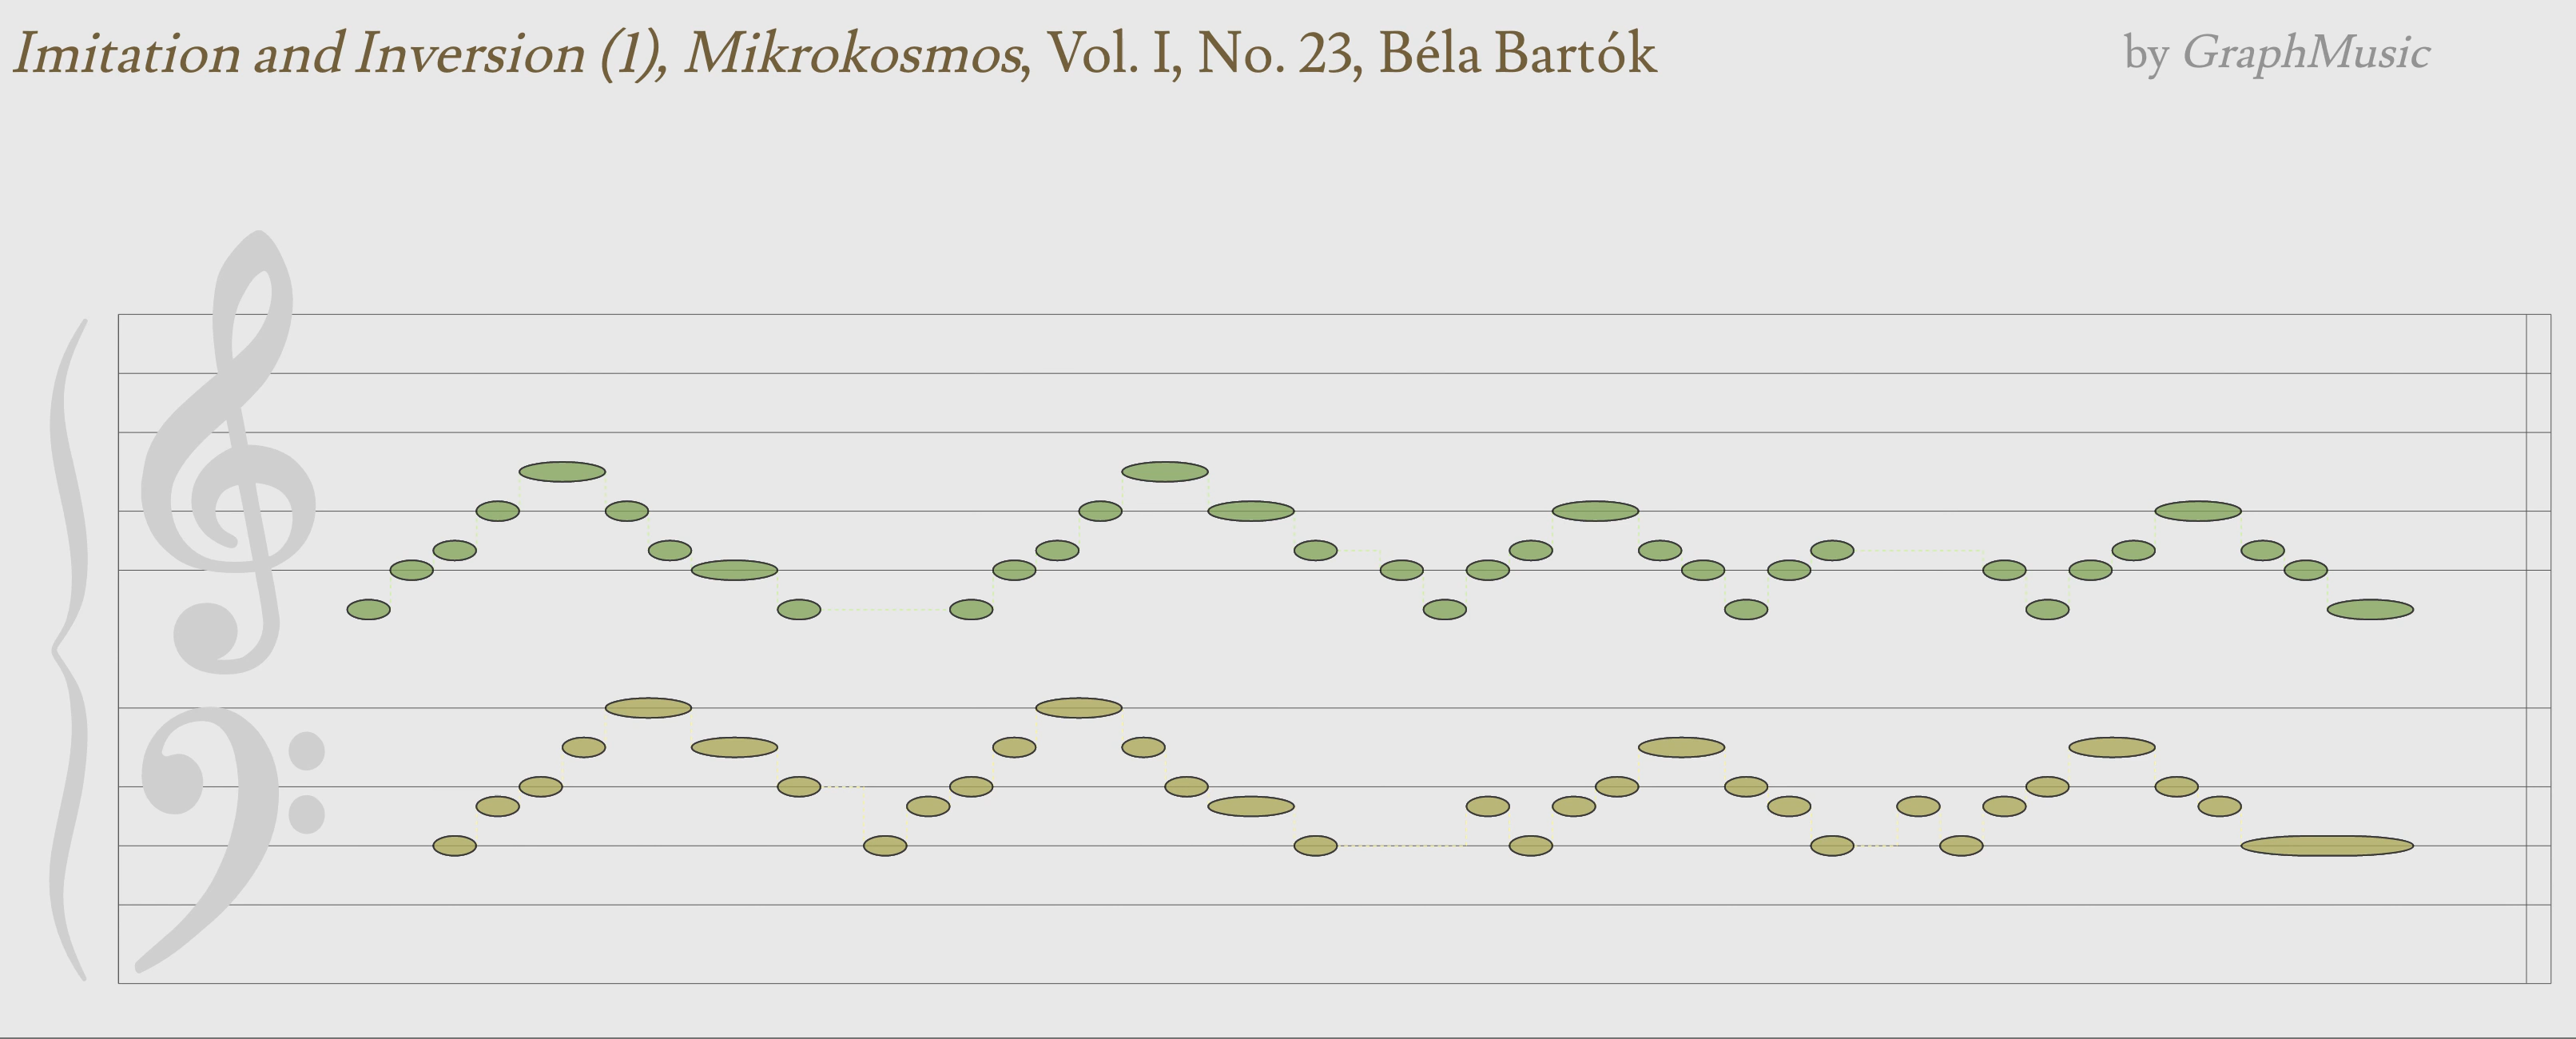 Imitation and Inversion (1), Mikrokosmos, Vol. I, No. 23, Béla Bartók
by GraphMusic